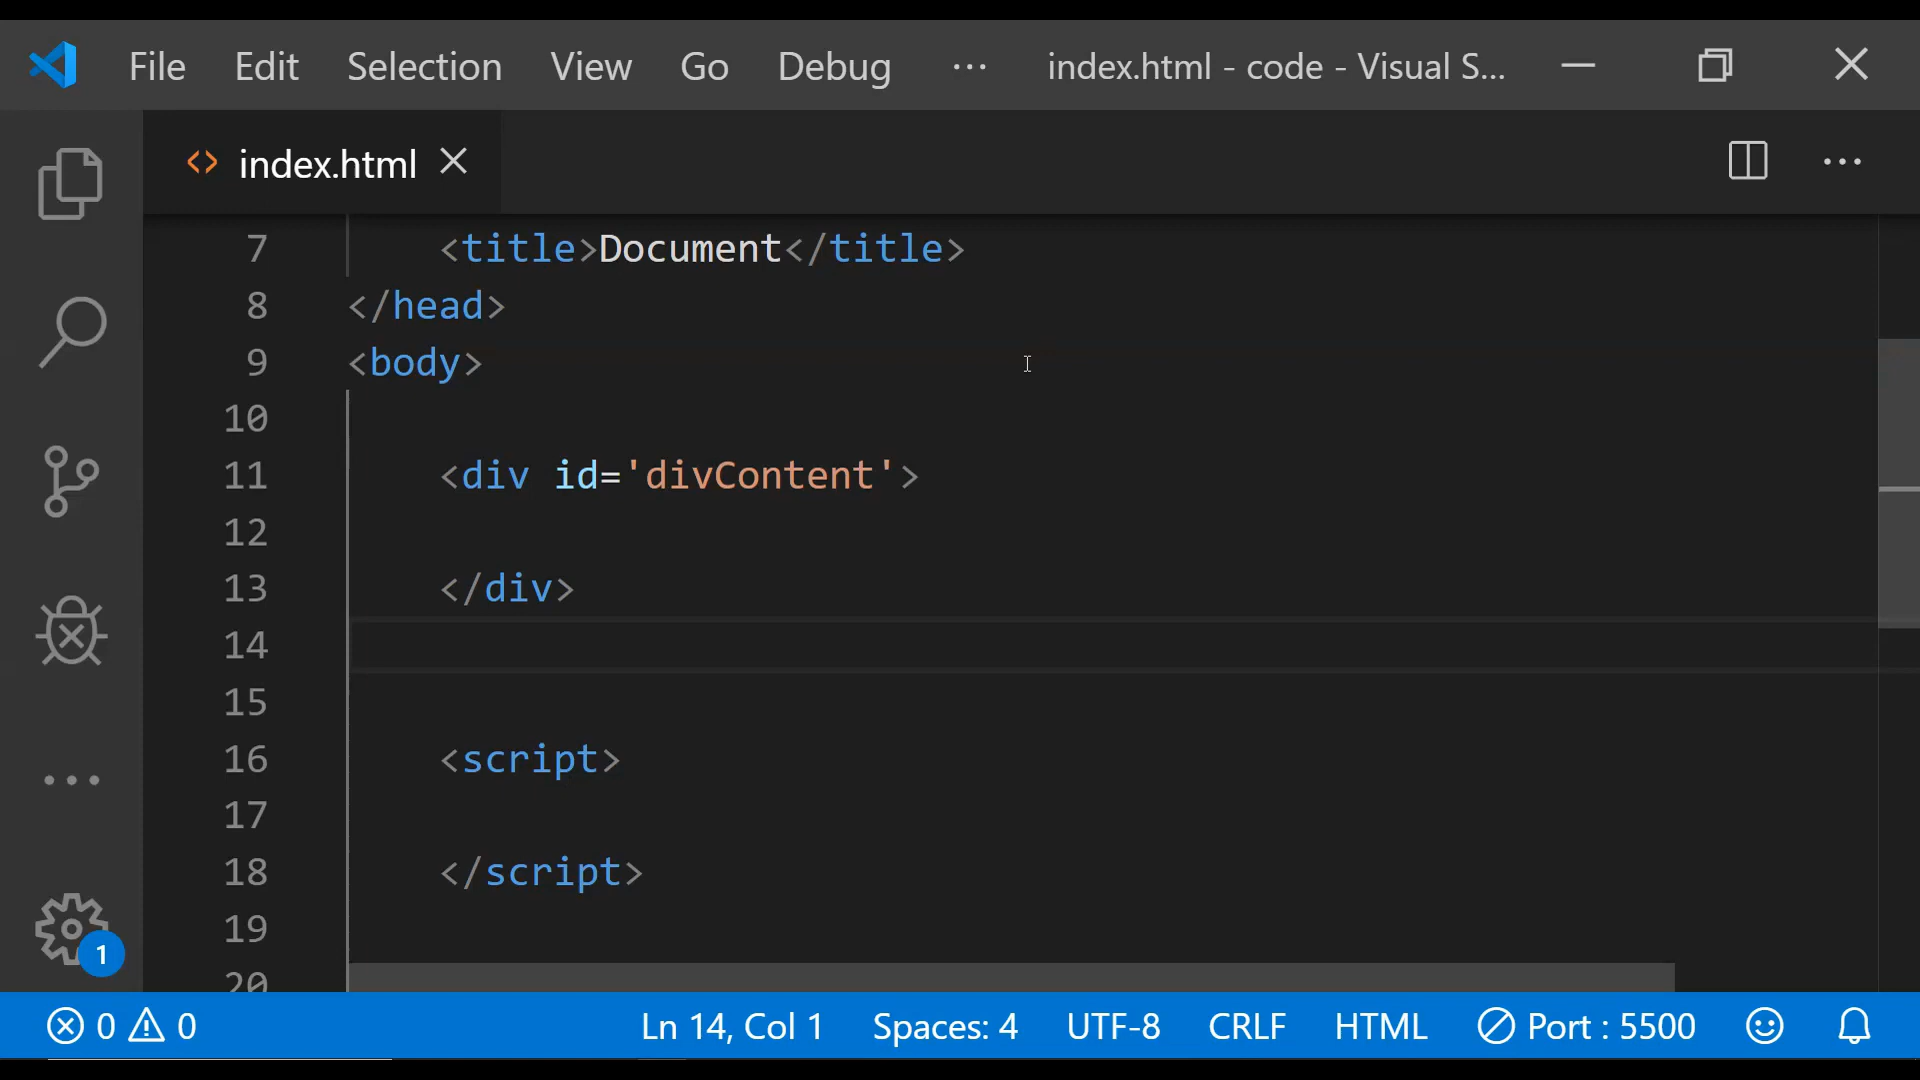 File Edit Selection View Go Debug ··· index.html - code - Visual S...
<> index.html
7 <title>Document</title>
8 </head>
9 <body>
10
11 <div id='divContent'>
12
13 </div>
14
15
16 <script>
17
18 </script>
19
20
1
0 0 Ln 14, Col 1 Spaces: 4 UTF-8 CRLF HTML Port : 5500